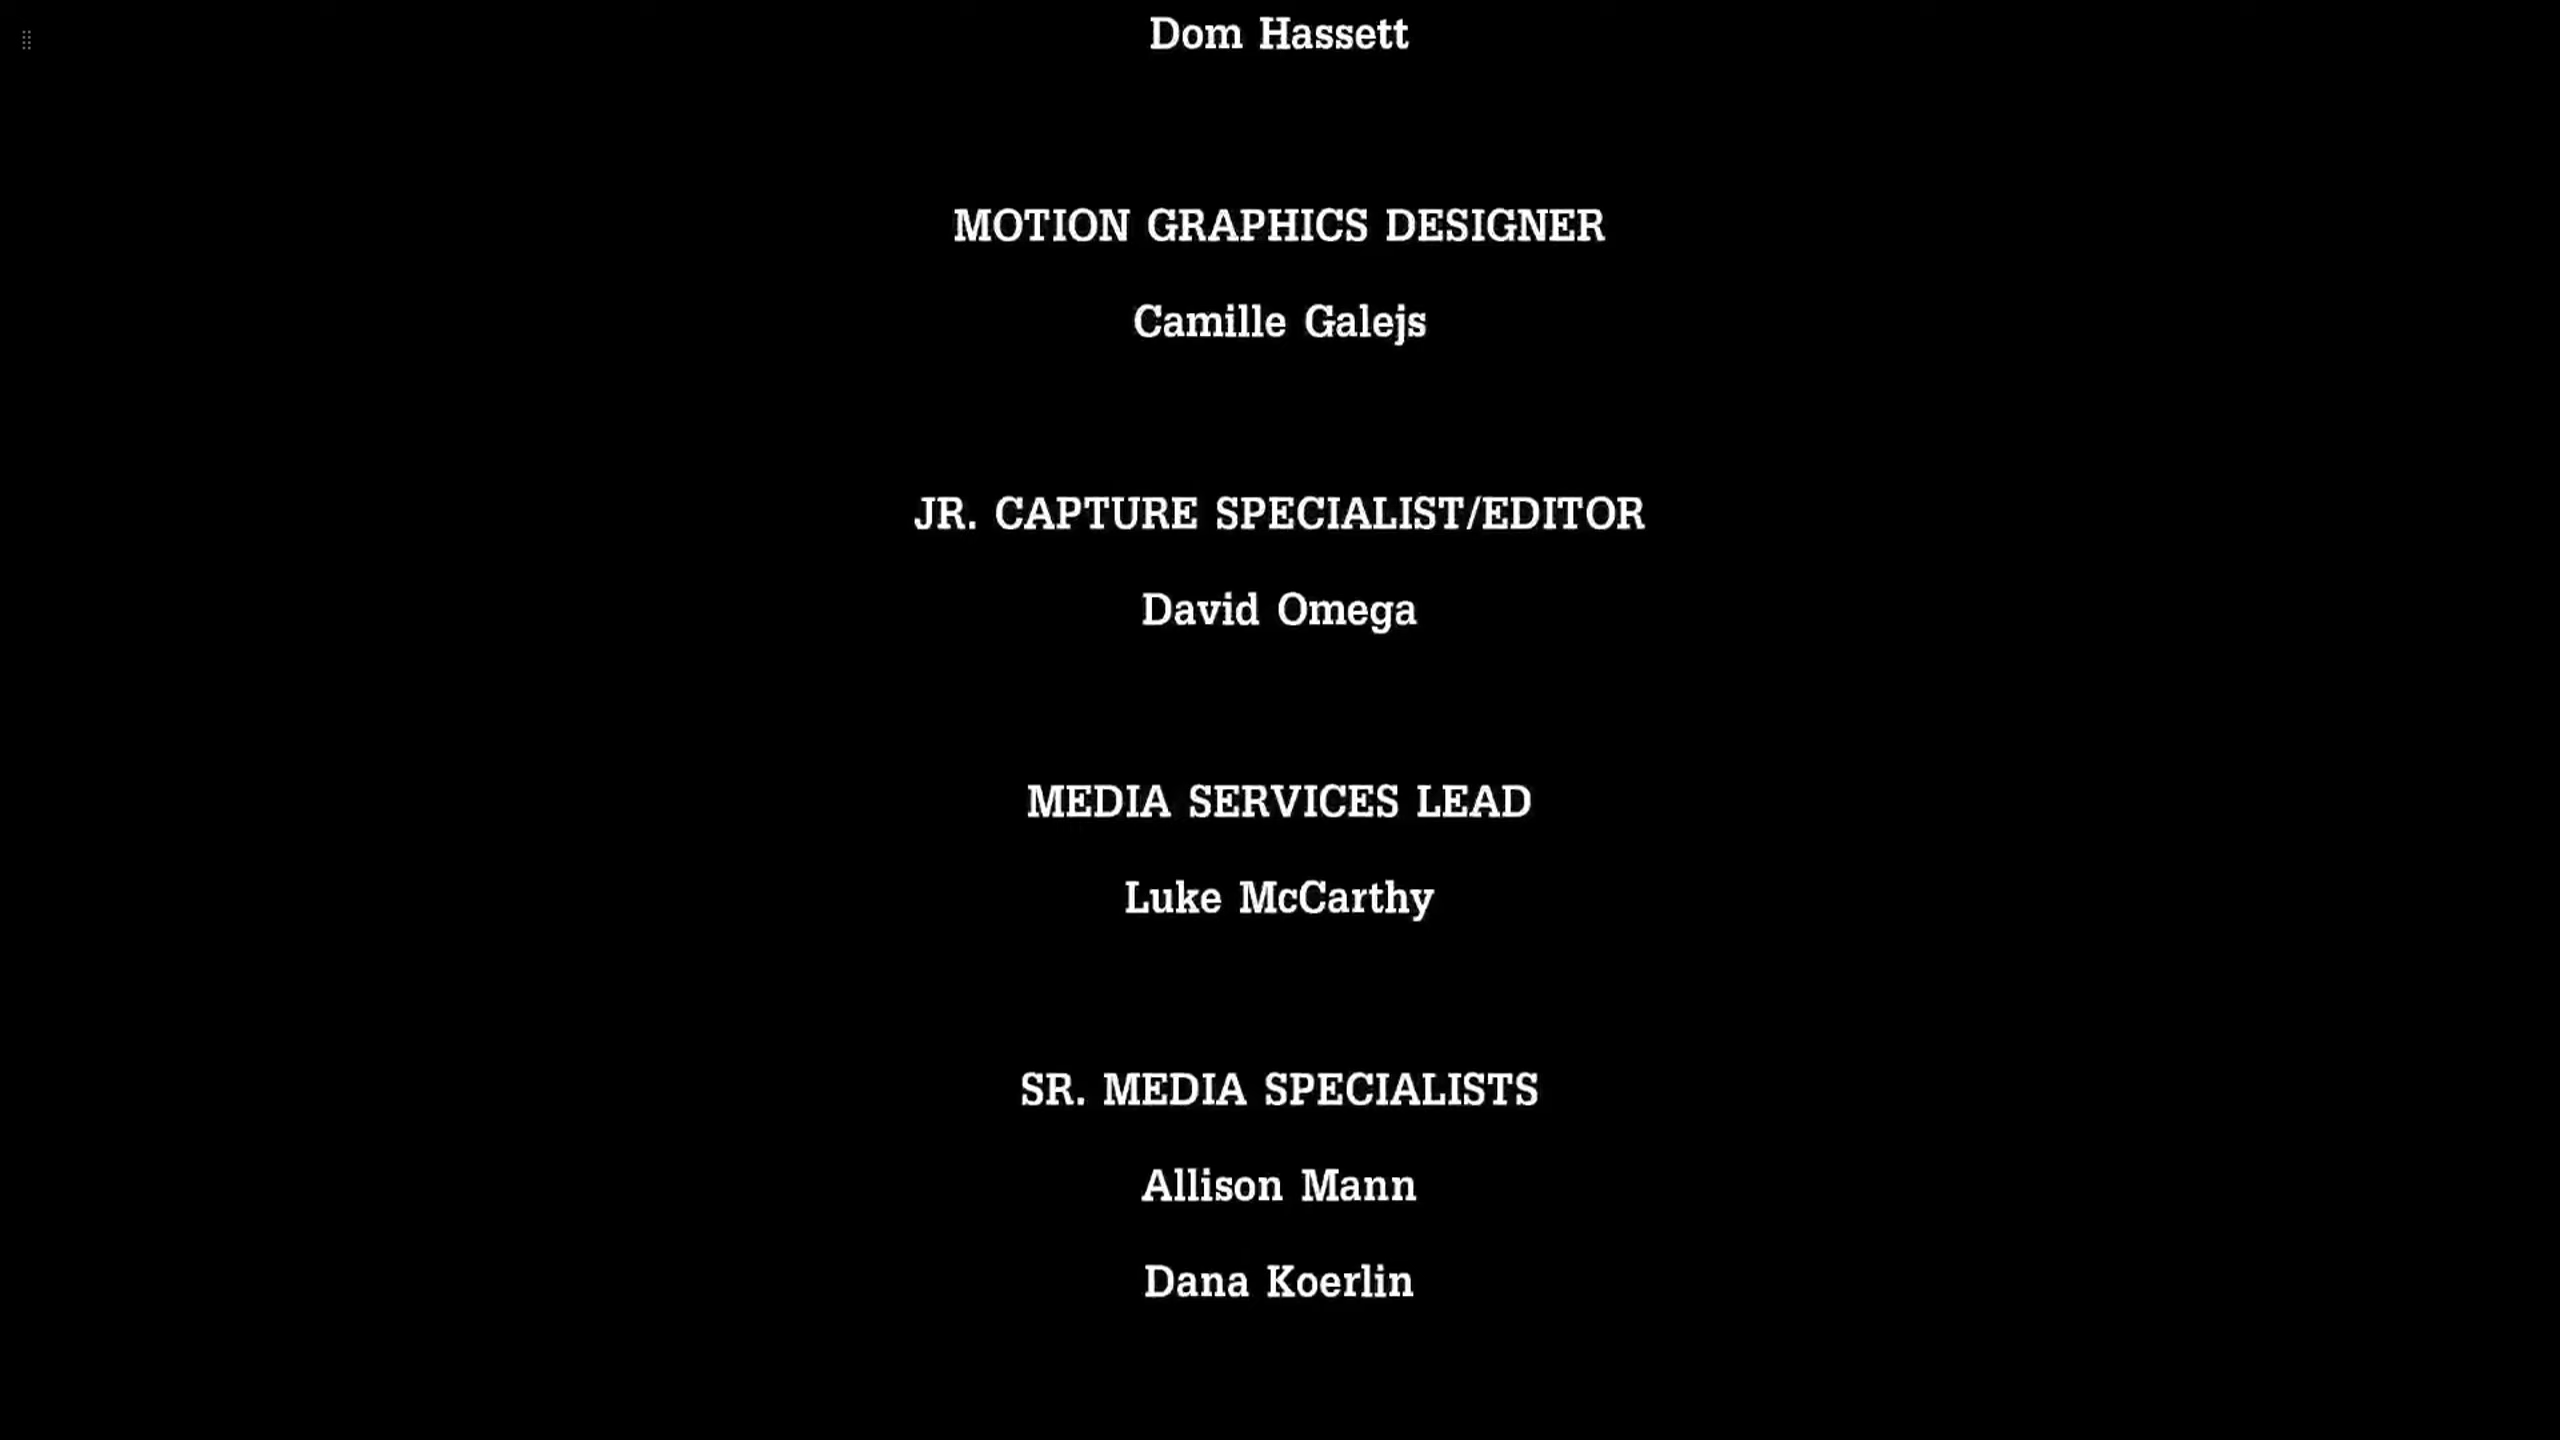 Dom Hassett
MOTION GRAPHICS DESIGNER
Camille Galejs
JR. CAPTURE SPECIALIST/EDITOR
David Omega
MEDIA SERVICES LEAD
Luke McCarthy
SR. MEDIA SPECIALISTS
Allison Mann
Dana Koerlin